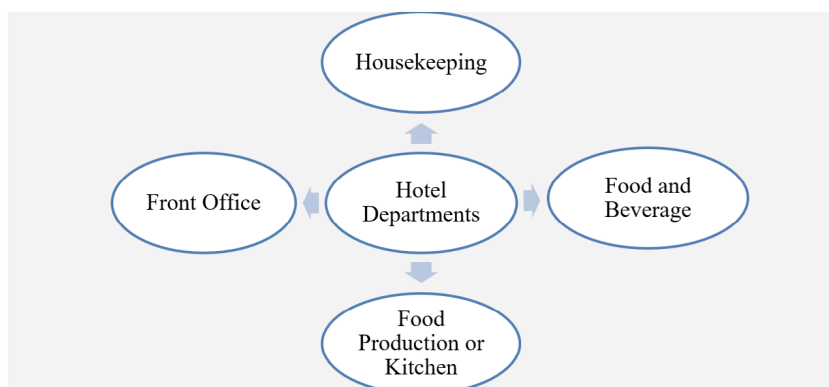 Housekeeping
Front Office
Hotel
Departments
Food and
Beverage
Food
Production or
Kitchen